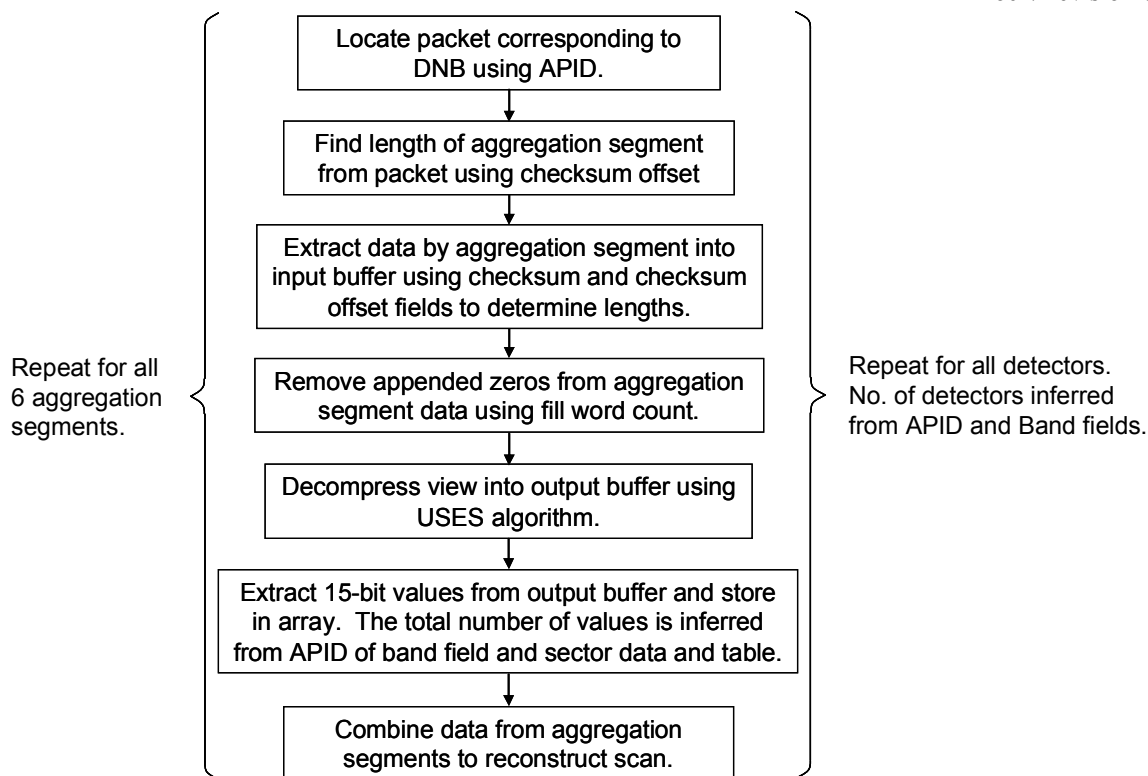 Locate packet corresponding to
DNB using APID.
Find length of aggregation segment
from packet using checksum offset
Extract data by aggregation segment into
input buffer using checksum and checksum
offset fields to determine lengths.
Repeat for all
6 aggregation
segments.
Remove appended zeros from aggregation
segment data using fill word count.
Repeat for all detectors.
No. of detectors inferred
from APID and Band fields.
Decompress view into output buffer using
USES algorithm.
Extract 15-bit values from output buffer and store
in array. The total number of values is inferred
from APID of band field and sector data and table.
Combine data from aggregation
segments to reconstruct scan.